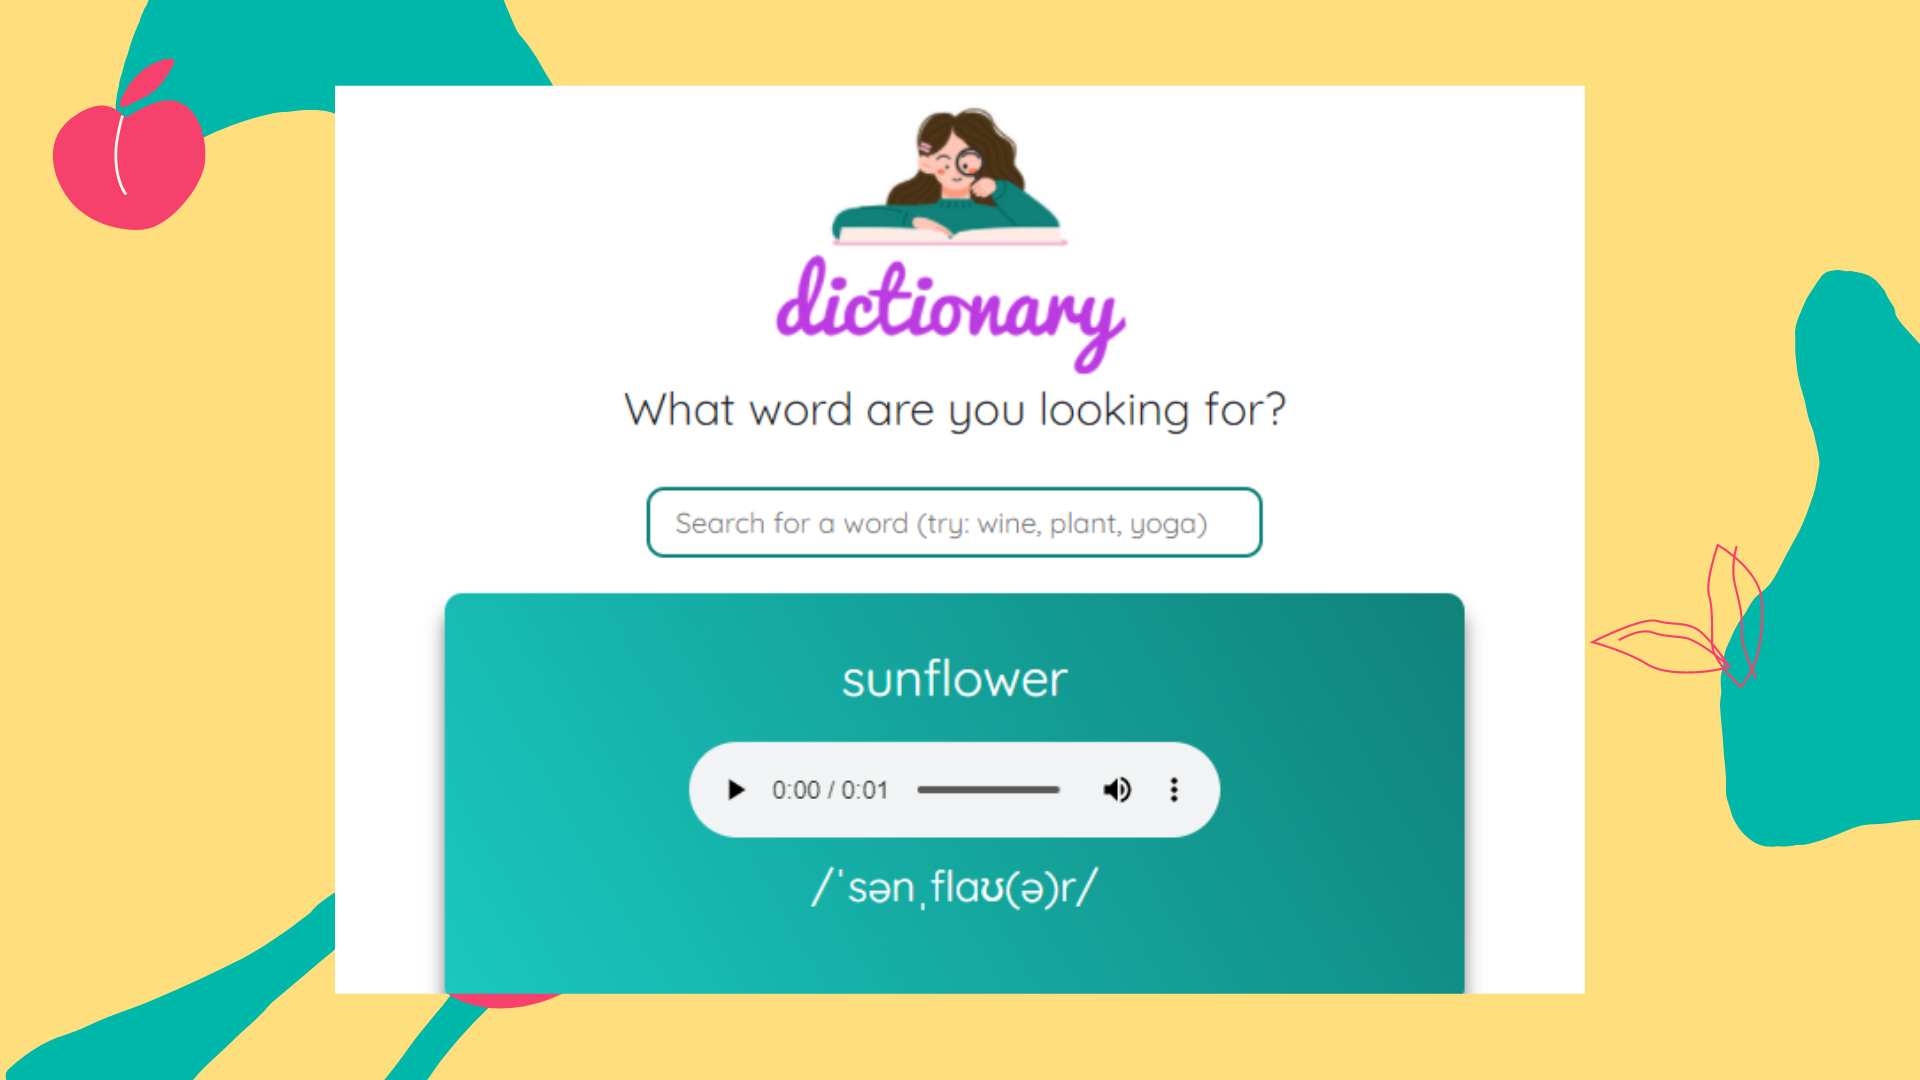 dictionary
What word are you looking for?
Search for a word (try: wine, plant, yoga)
sunflower
0:00 / 0:01
/ˈsənˌflaʊ(ə)r/